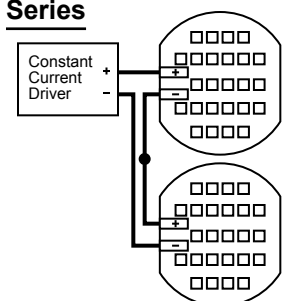 Series
Constant +
Current
Driver -
+
-
+
-